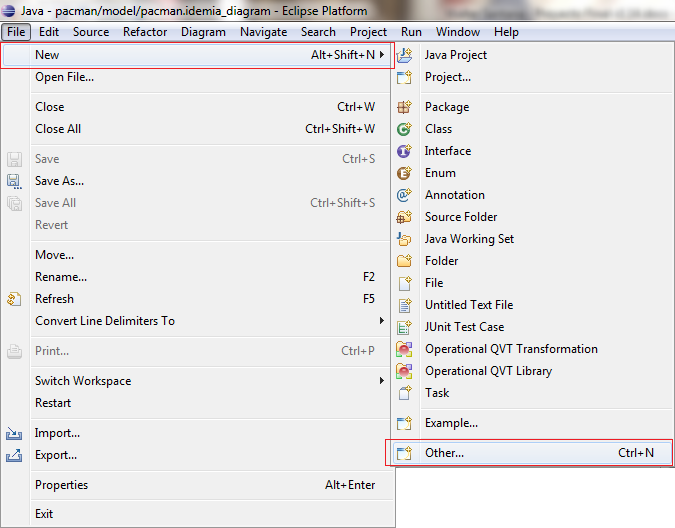 Java - pacman/model/pacman.idemia_diagram - Eclipse Platform
File Edit Source Refactor Diagram Navigate Search Project Run Window Help
New Alt+Shift+N
Open File...
Close Ctrl+W
Close All Ctrl+Shift+W
Save Ctrl+S
Save As...
Save All Ctrl+Shift+S
Revert
Move...
Rename... F2
Refresh F5
Convert Line Delimiters To
Print... Ctrl+P
Switch Workspace
Restart
Import...
Export...
Properties Alt+Enter
Exit
Java Project
Project...
Package
Class
Interface
Enum
Annotation
Source Folder
Java Working Set
Folder
File
Untitled Text File
JUnit Test Case
Operational QVT Transformation
Operational QVT Library
Task
Example...
Other... Ctrl+N